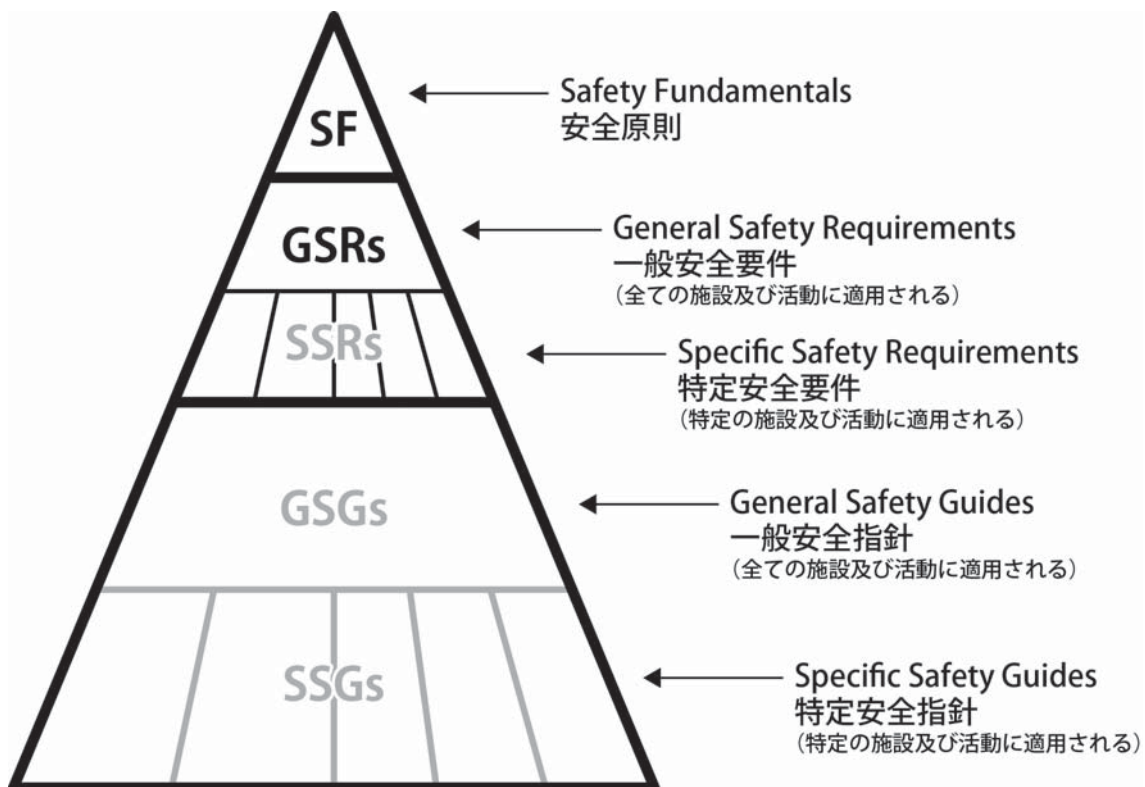 SF
Safety Fundamentals
安全原則
GSRs
General Safety Requirements
一般安全要件
(全ての施設及び活動に適用される)
SSRs
Specific Safety Requirements
特定安全要件
(特定の施設及び活動に適用される)
GSGs
General Safety Guides
一般安全指針
(全ての施設及び活動に適用される)
SSGs
Specific Safety Guides
特定安全指針
(特定の施設及び活動に適用される)